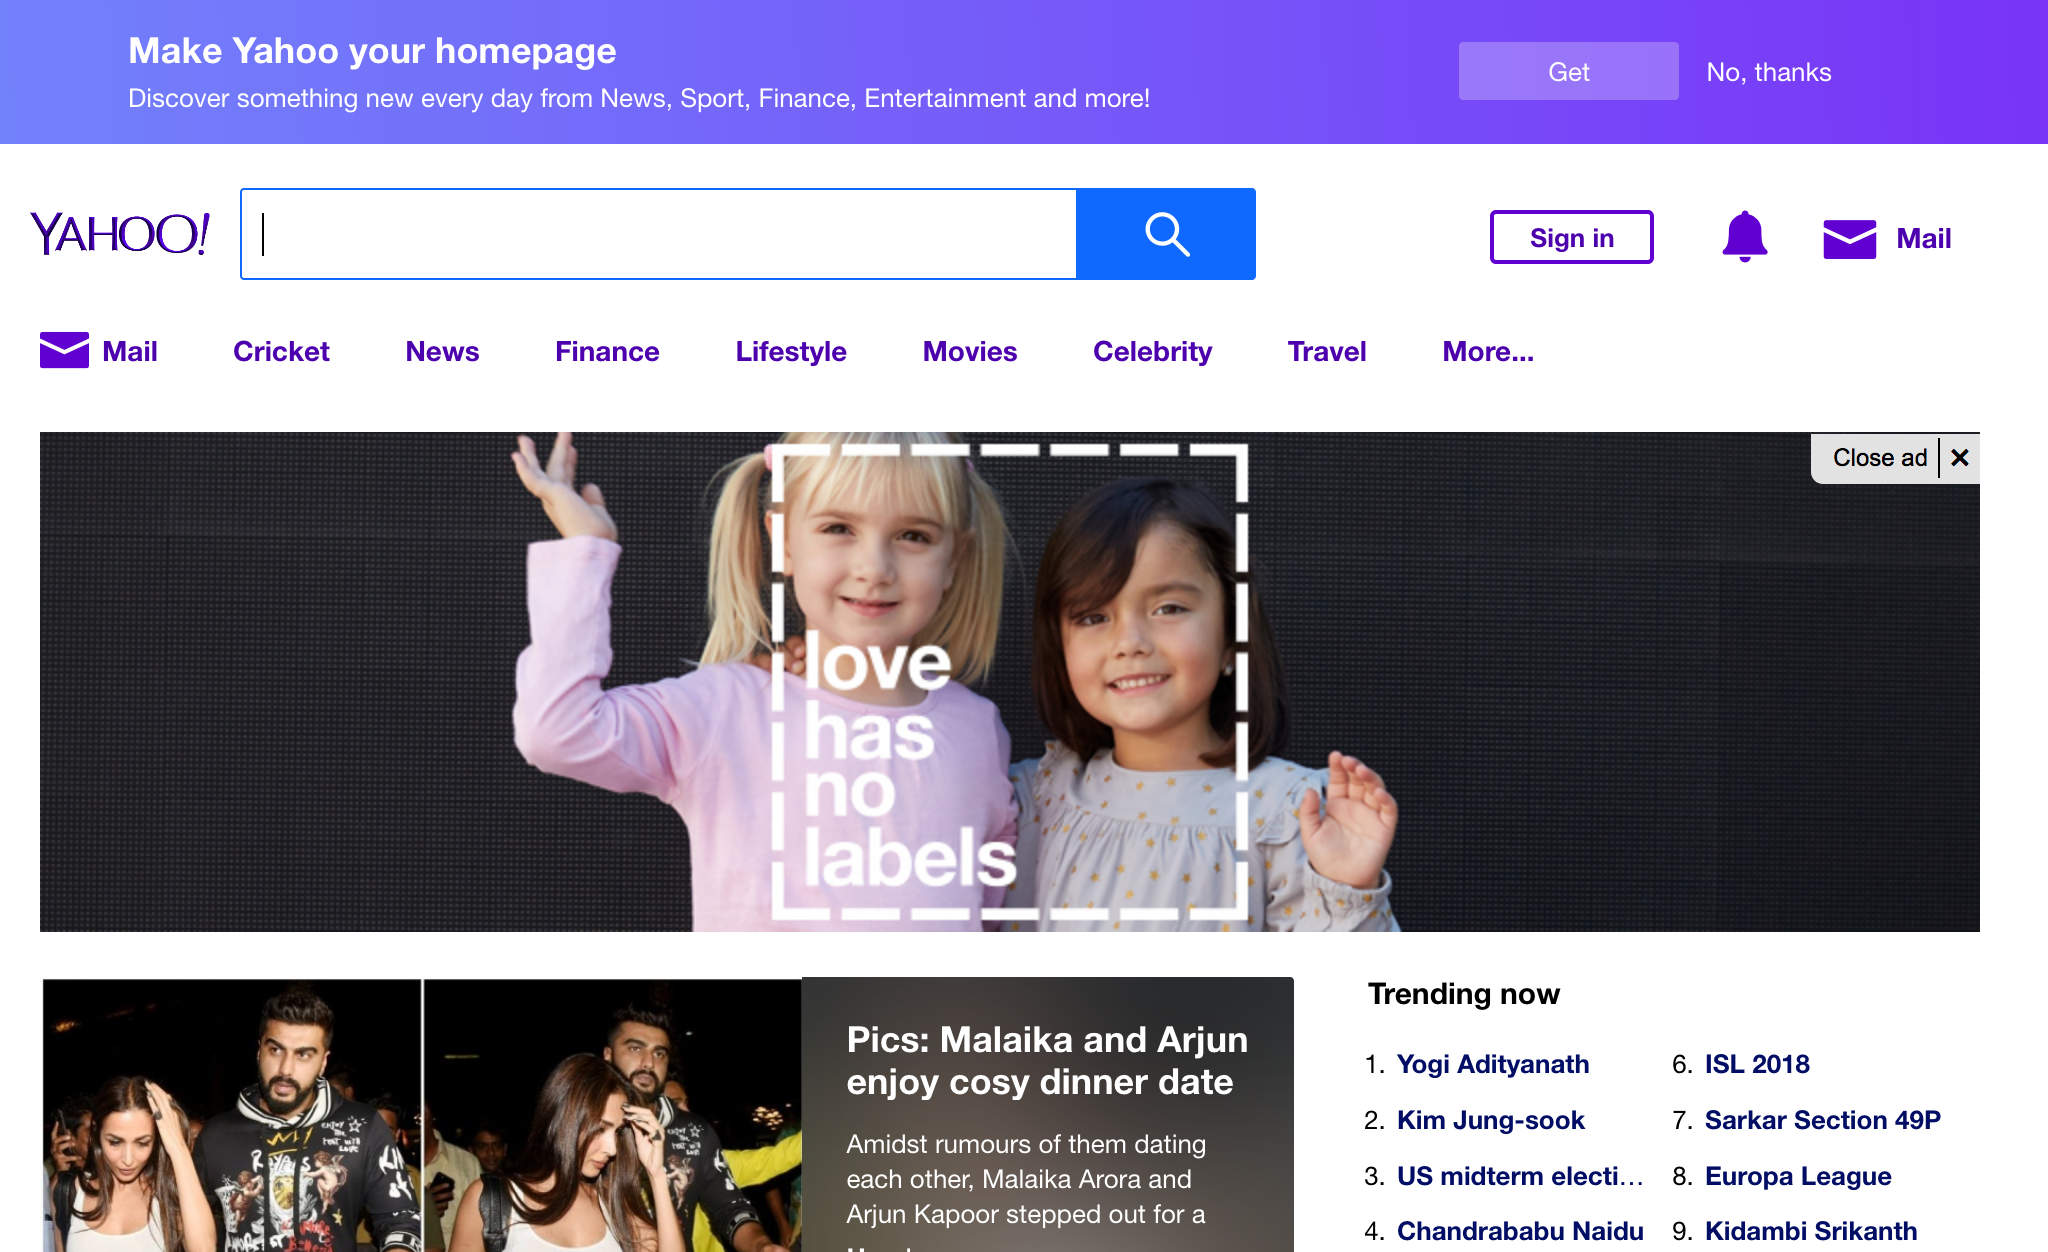 Make Yahoo your homepage
Discover something new every day from News, Sport, Finance, Entertainment and more!
Get
No, thanks
YAHOO!
Sign in
Mail
Mail
Cricket
News
Finance
Lifestyle
Movies
Celebrity
Travel
More...
Close ad
love
has
no
labels
Pics: Malaika and Arjun
enjoy cosy dinner date
Amidst rumours of them dating
each other, Malaika Arora and
Arjun Kapoor stepped out for a
Trending now
1. Yogi Adityanath
2. Kim Jung-sook
3. US midterm electi...
4. Chandrababu Naidu
6. ISL 2018
7. Sarkar Section 49P
8. Europa League
9. Kidambi Srikanth